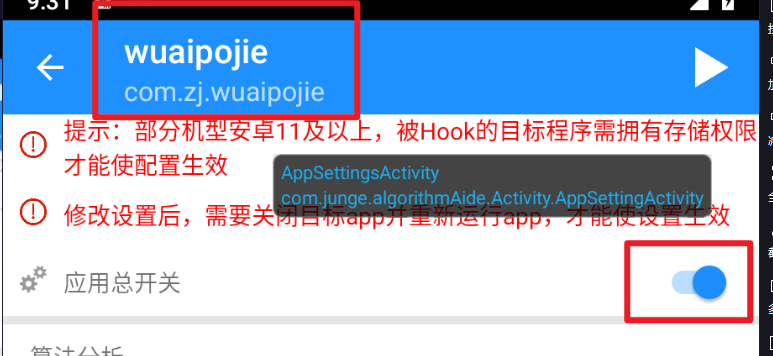 9:31
wuaipojie
com.zj.wuaipojie
提示：部分机型安卓11及以上，被Hook的目标程序需拥有存储权限
才能使配置生效
AppSettingsActivity
com.junge.algorithmAide.Activity.AppSettingActivity
修改设置后，需要关闭目标app并重新运行app，才能使设置生效
应用总开关
算法分析